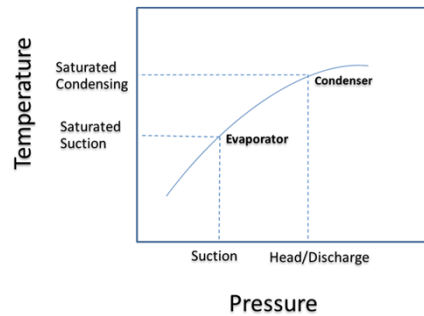 Temperature
Saturated
Condensing
Condenser
Saturated
Suction
Evaporator
Suction
Head/Discharge
Pressure